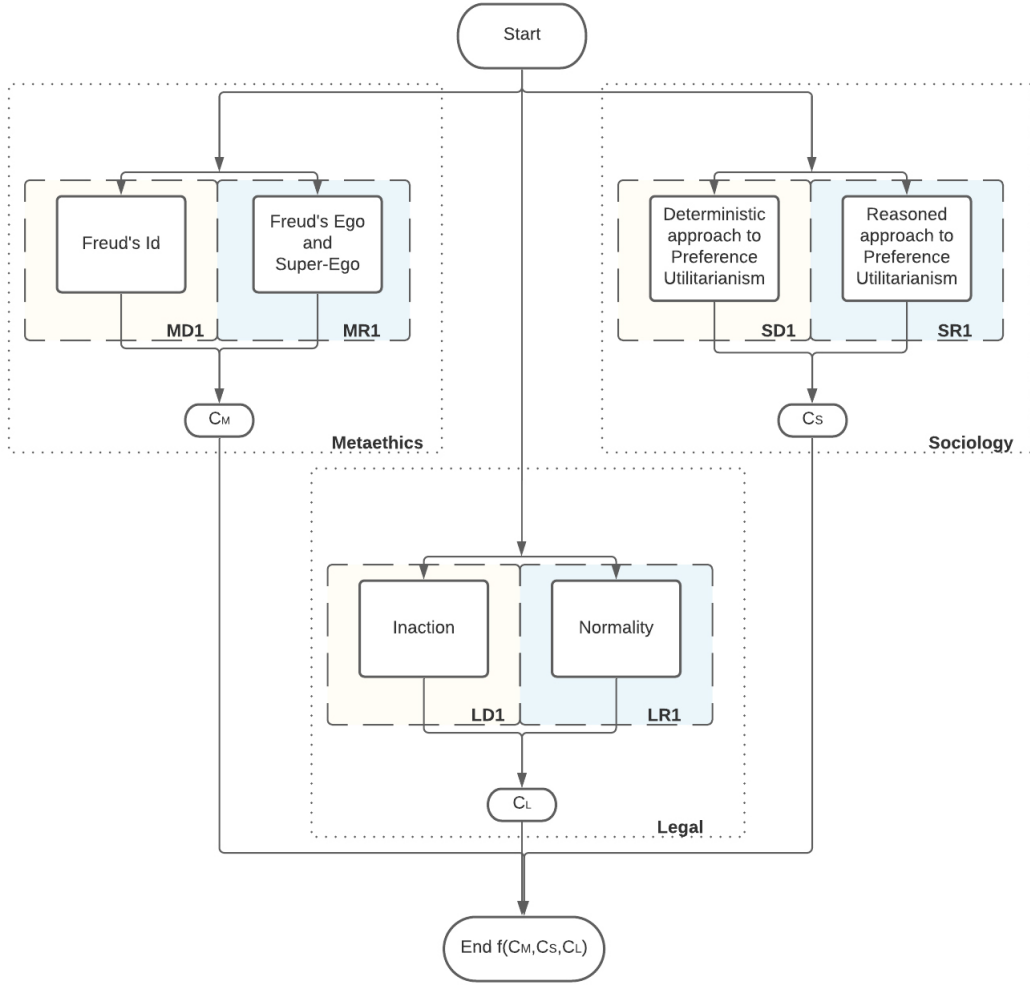 Start
Freud's Id
Freud's Ego
and
Super-Ego
MD1
MR1
CM
Metaethics
Deterministic
approach to
Preference
Utilitarianism
Reasoned
approach to
Preference
Utilitarianism
SD1
SR1
CS
Sociology
Inaction
Normality
LD1
LR1
CL
Legal
End f(CM,CS,CL)